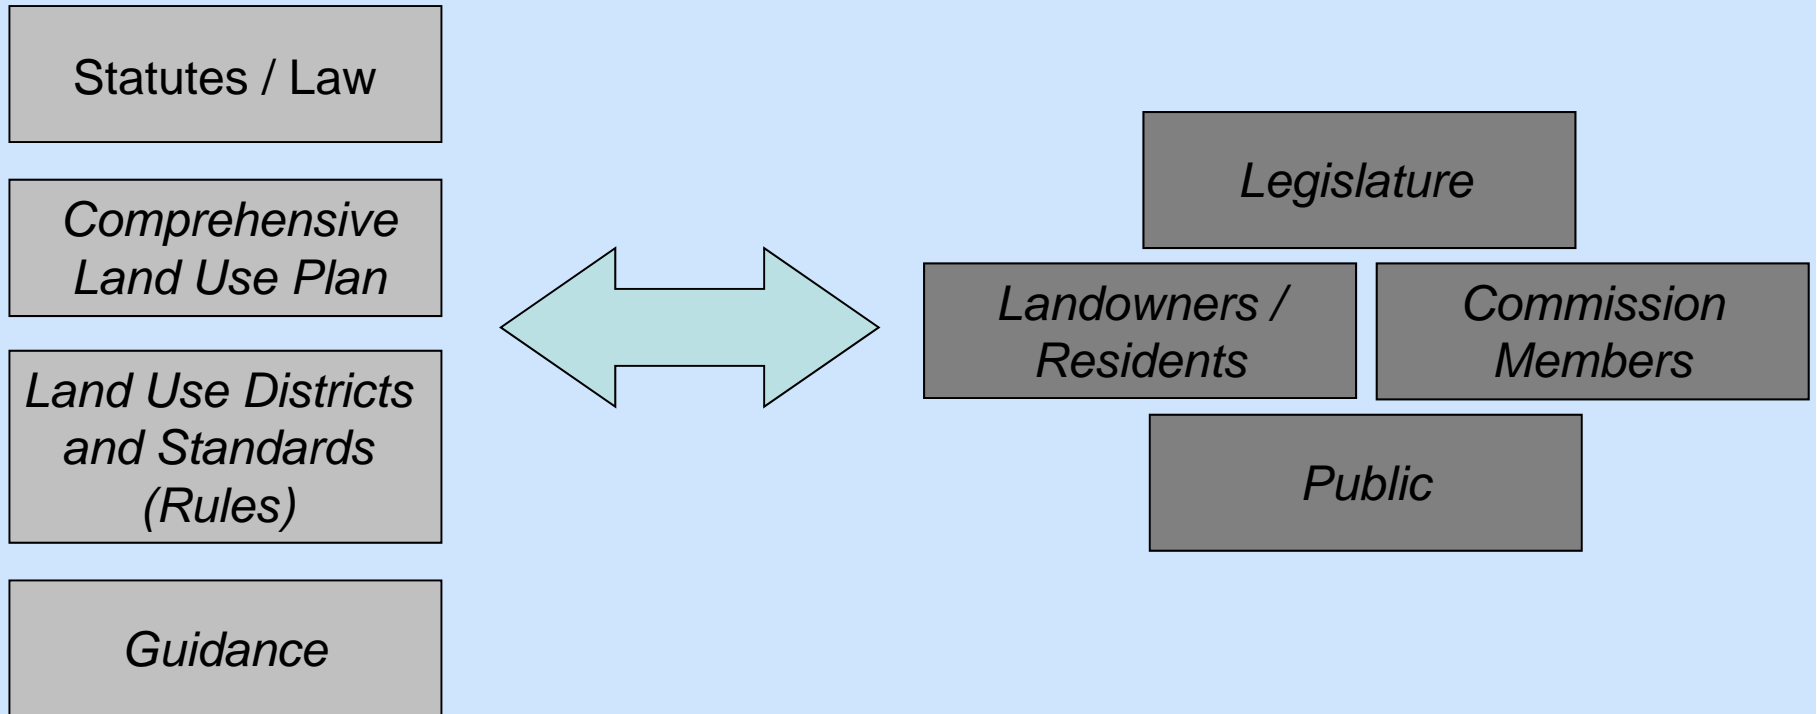 Statutes / Law
Comprehensive
Land Use Plan
Land Use Districts
and Standards
(Rules)
Guidance
Legislature
Landowners /
Residents
Commission
Members
Public